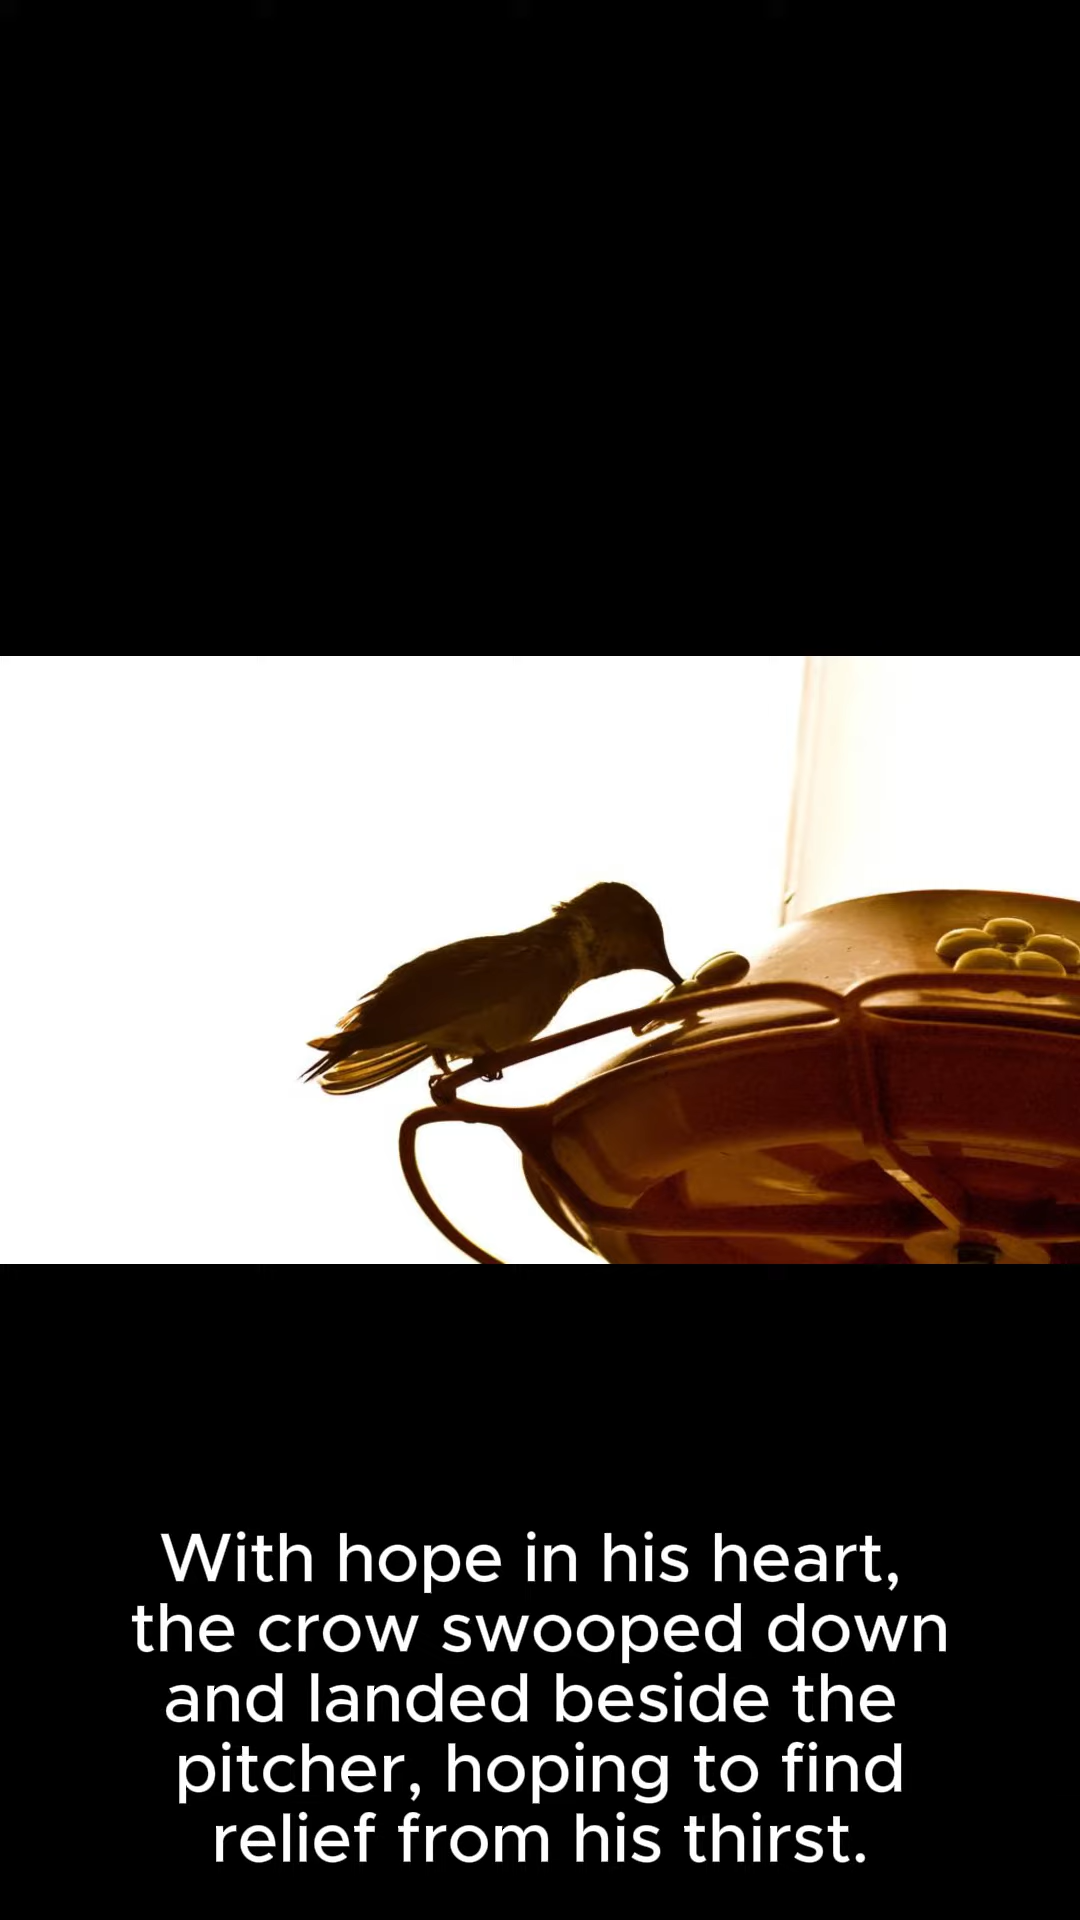 With hope in his heart,
the crow swooped down
and landed beside the
pitcher, hoping to find
relief from his thirst.